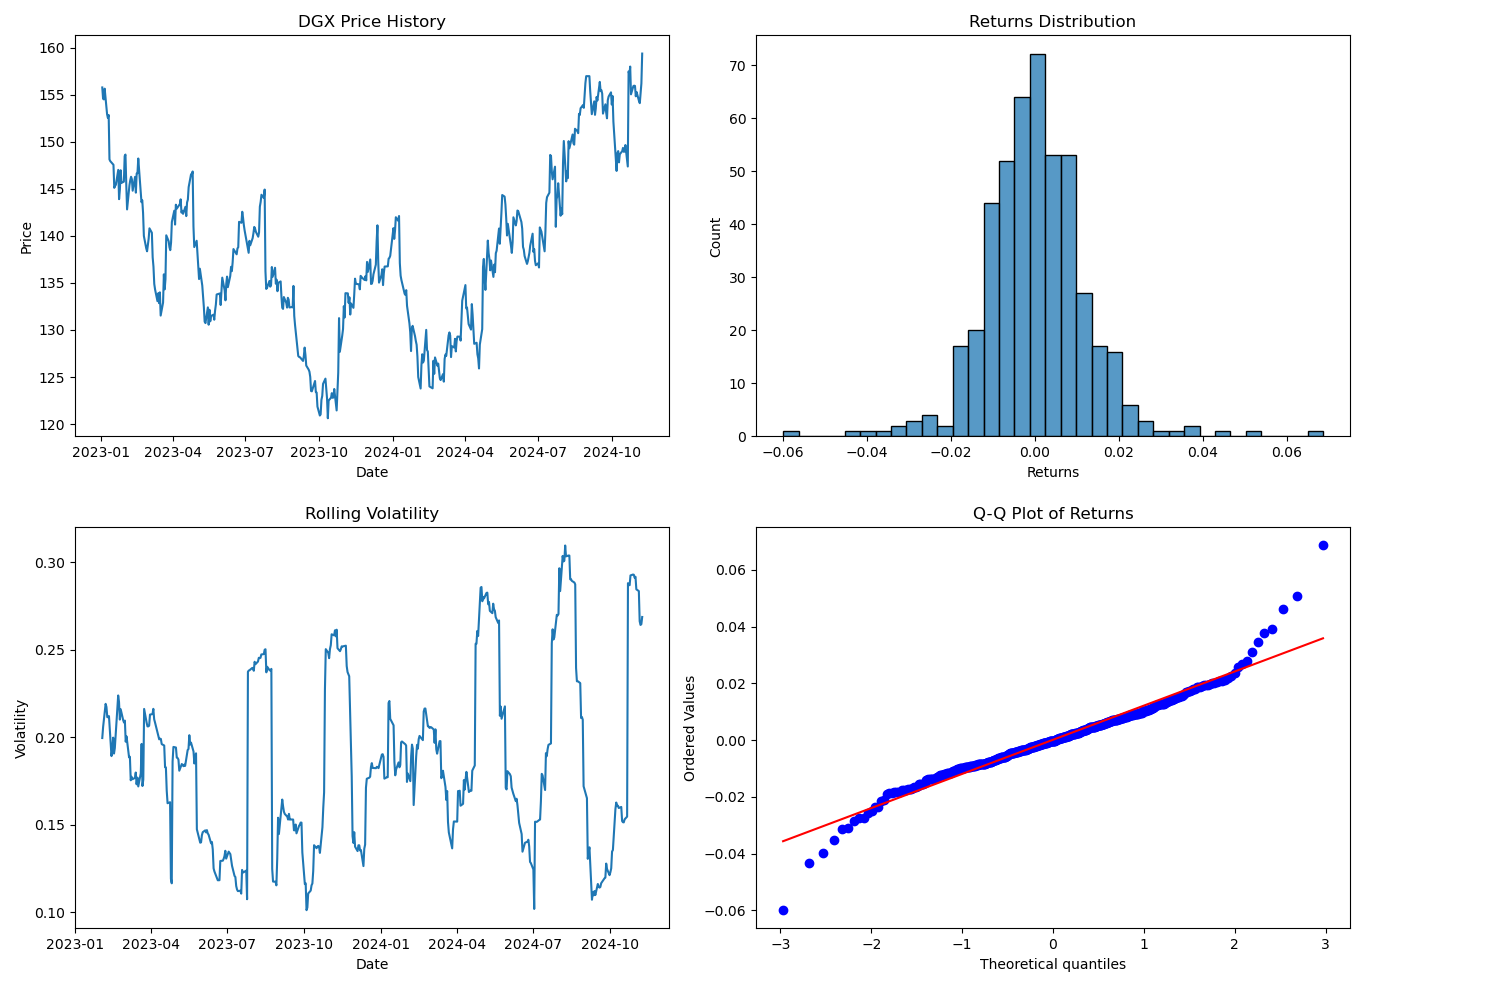 DGX Price History
Price
160
155
150
145
140
135
130
125
120
2023-01 2023-04 2023-07 2023-10 2024-01 2024-04 2024-07 2024-10
Date
Returns Distribution
Count
70
60
50
40
30
20
10
0
−0.06 −0.04 −0.02 0.00 0.02 0.04 0.06
Returns
Rolling Volatility
Volatility
0.30
0.25
0.20
0.15
0.10
2023-01 2023-04 2023-07 2023-10 2024-01 2024-04 2024-07 2024-10
Date
Q-Q Plot of Returns
Ordered Values
0.06
0.04
0.02
0.00
−0.02
−0.04
−0.06
−3 −2 −1 0 1 2 3
Theoretical quantiles